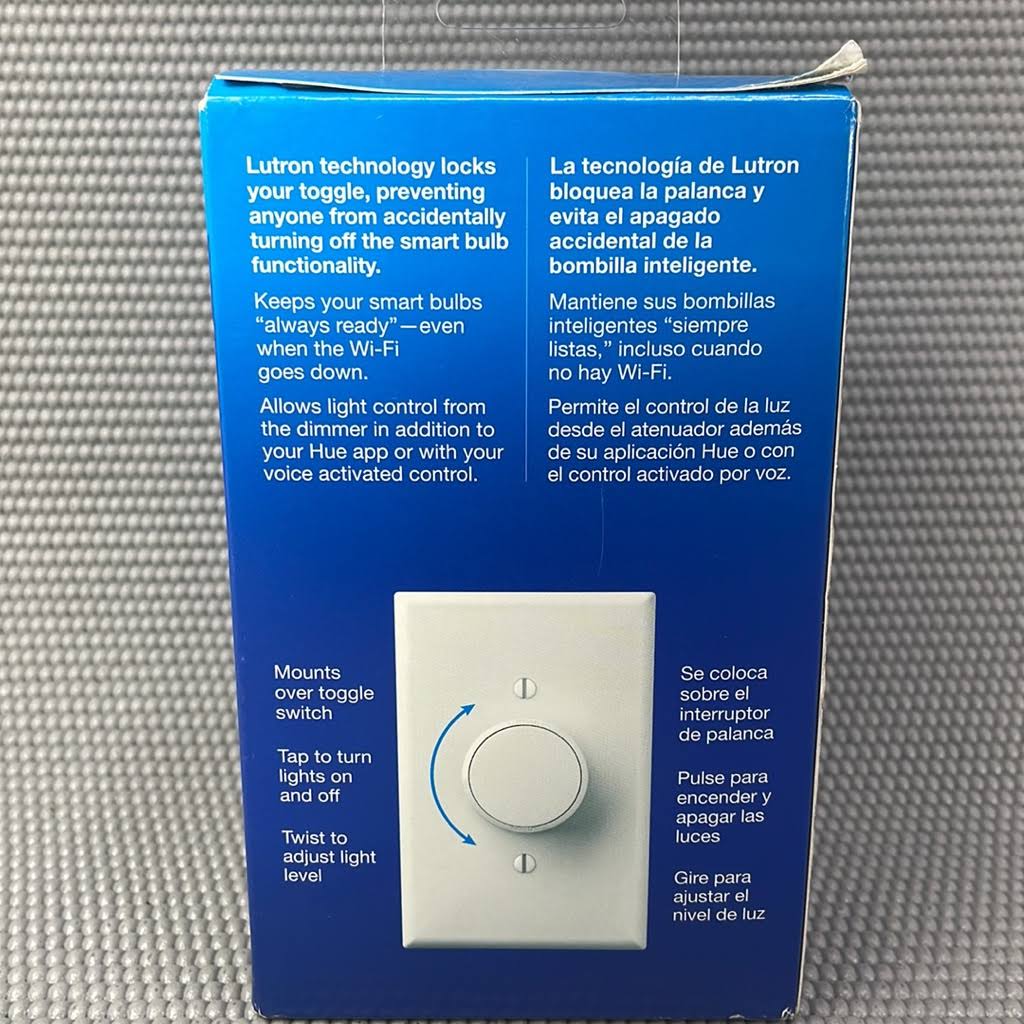 Lutron technology locks
your toggle, preventing
anyone from accidentally
turning off the smart bulb
functionality.
Keeps your smart bulbs
“always ready”—even
when the Wi-Fi
goes down.
Allows light control from
the dimmer in addition to
your Hue app or with your
voice activated control.
La tecnología de Lutron
bloquea la palanca y
evita el apagado
accidental de la
bombilla inteligente.
Mantiene sus bombillas
inteligentes “siempre
listas,” incluso cuando
no hay Wi-Fi.
Permite el control de la luz
desde el atenuador además
de su aplicación Hue o con
el control activado por voz.
Mounts
over toggle
switch
Tap to turn
lights on
and off
Twist to
adjust light
level
Se coloca
sobre el
interruptor
de palanca
Pulse para
encender y
apagar las
luces
Gire para
ajustar el
nivel de luz